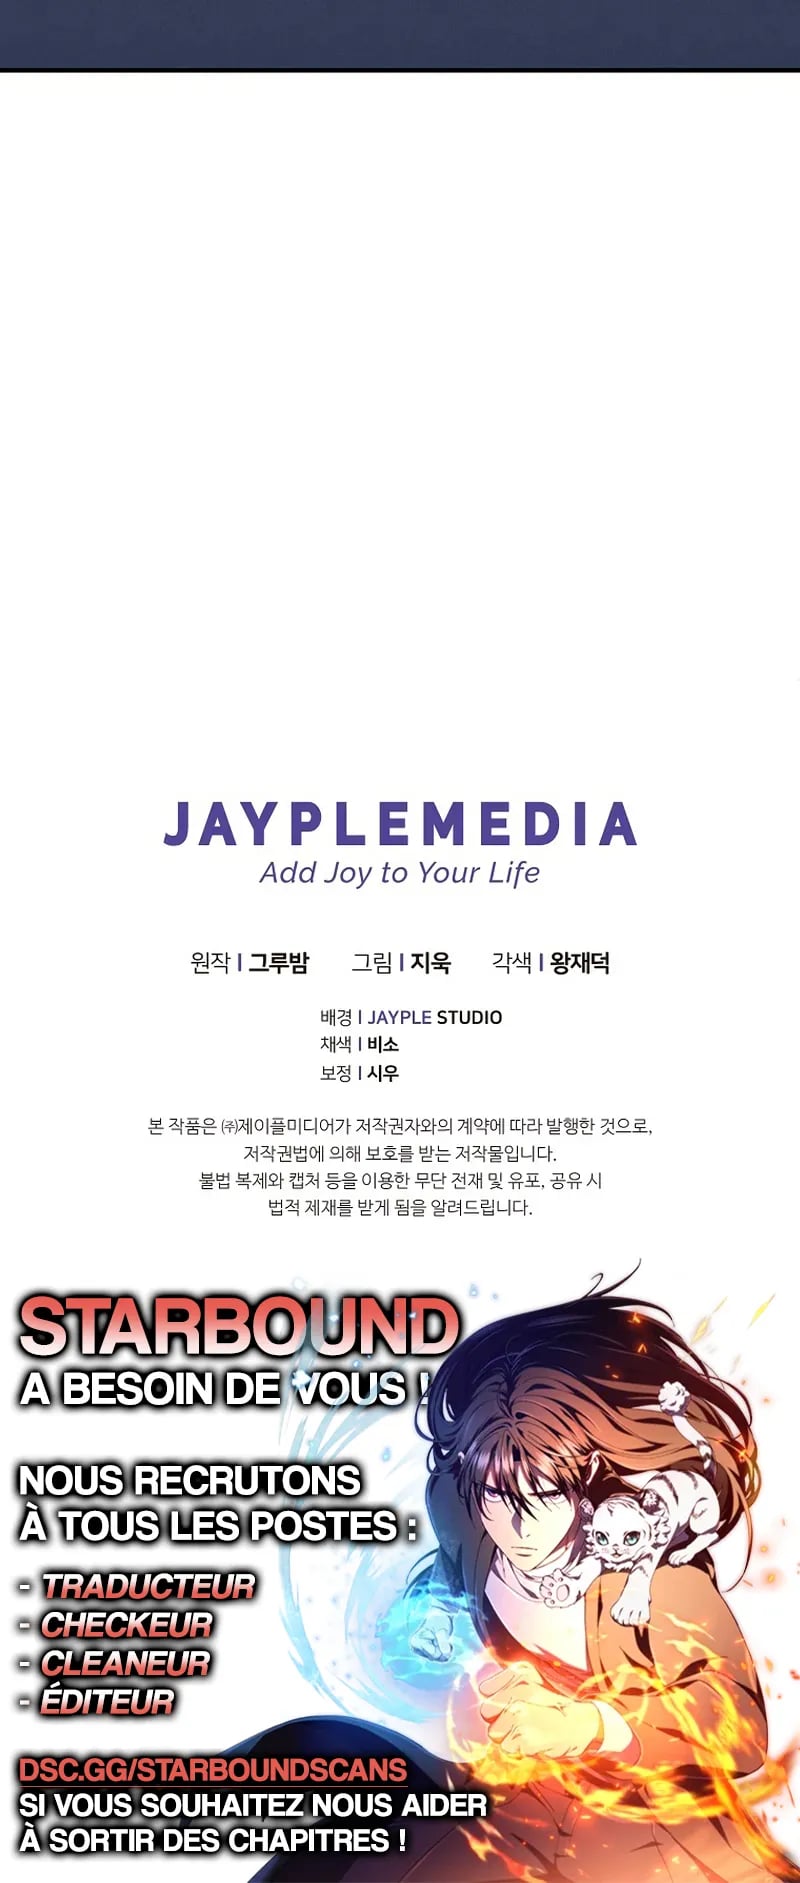 JAYPLEMEDIA
Add Joy to Your Life
원작 | 그루밤 그림 | 지욱 각색 | 왕재덕
배경 | JAYPLE STUDIO
채색 | 비소
보정 | 시우
본 작품은 ㈜제이플미디어가 저작권자와의 계약에 따라 발행한 것으로,
저작권법에 의해 보호를 받는 저작물입니다.
불법 복제와 캡처 등을 이용한 무단 전재 및 유포, 공유 시
법적 제재를 받게 됨을 알려드립니다.
STARBOUND
A BESOIN DE VOUS !
NOUS RECRUTONS
À TOUS LES POSTES :
- TRADUCTEUR
- CHECKEUR
- CLEANEUR
- ÉDITEUR
DSC.GG/STARBOUNDSCANS
SI VOUS SOUHAITEZ NOUS AIDER
À SORTIR DES CHAPITRES !